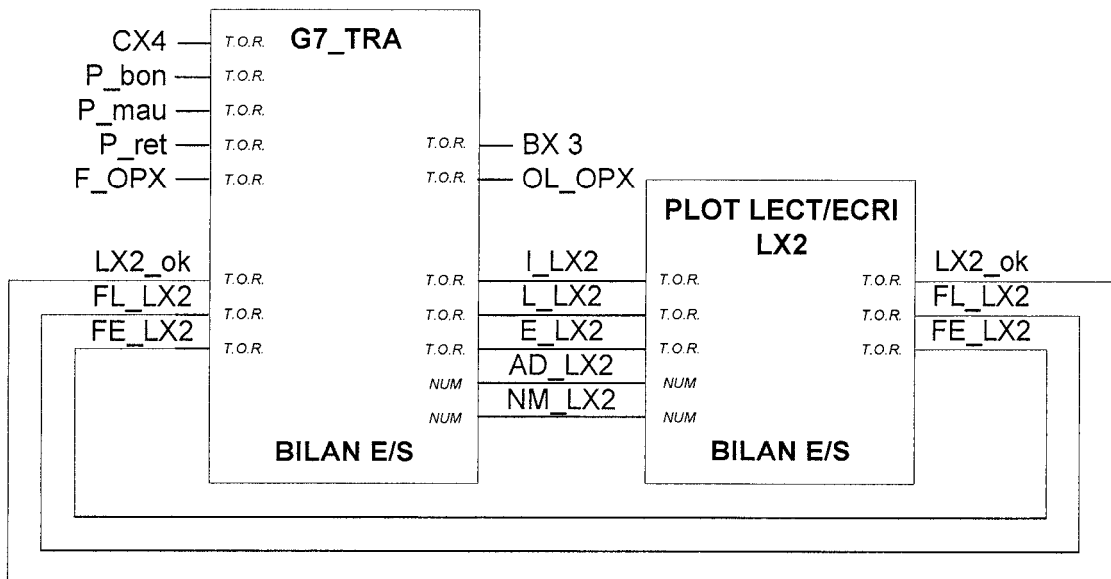 G7_TRA
CX4 T.O.R.
P_bon T.O.R.
P_mau T.O.R.
P_ret T.O.R. T.O.R. BX 3
F_OPX T.O.R. T.O.R. OL_OPX
PLOT LECT/ECRI
LX2
LX2_ok T.O.R. T.O.R. I_LX2 T.O.R. T.O.R. LX2_ok
FL_LX2 T.O.R. T.O.R. L_LX2 T.O.R. T.O.R. FL_LX2
FE_LX2 T.O.R. T.O.R. E_LX2 T.O.R. T.O.R. FE_LX2
NUM AD_LX2 NUM
NUM NM_LX2 NUM
BILAN E/S BILAN E/S